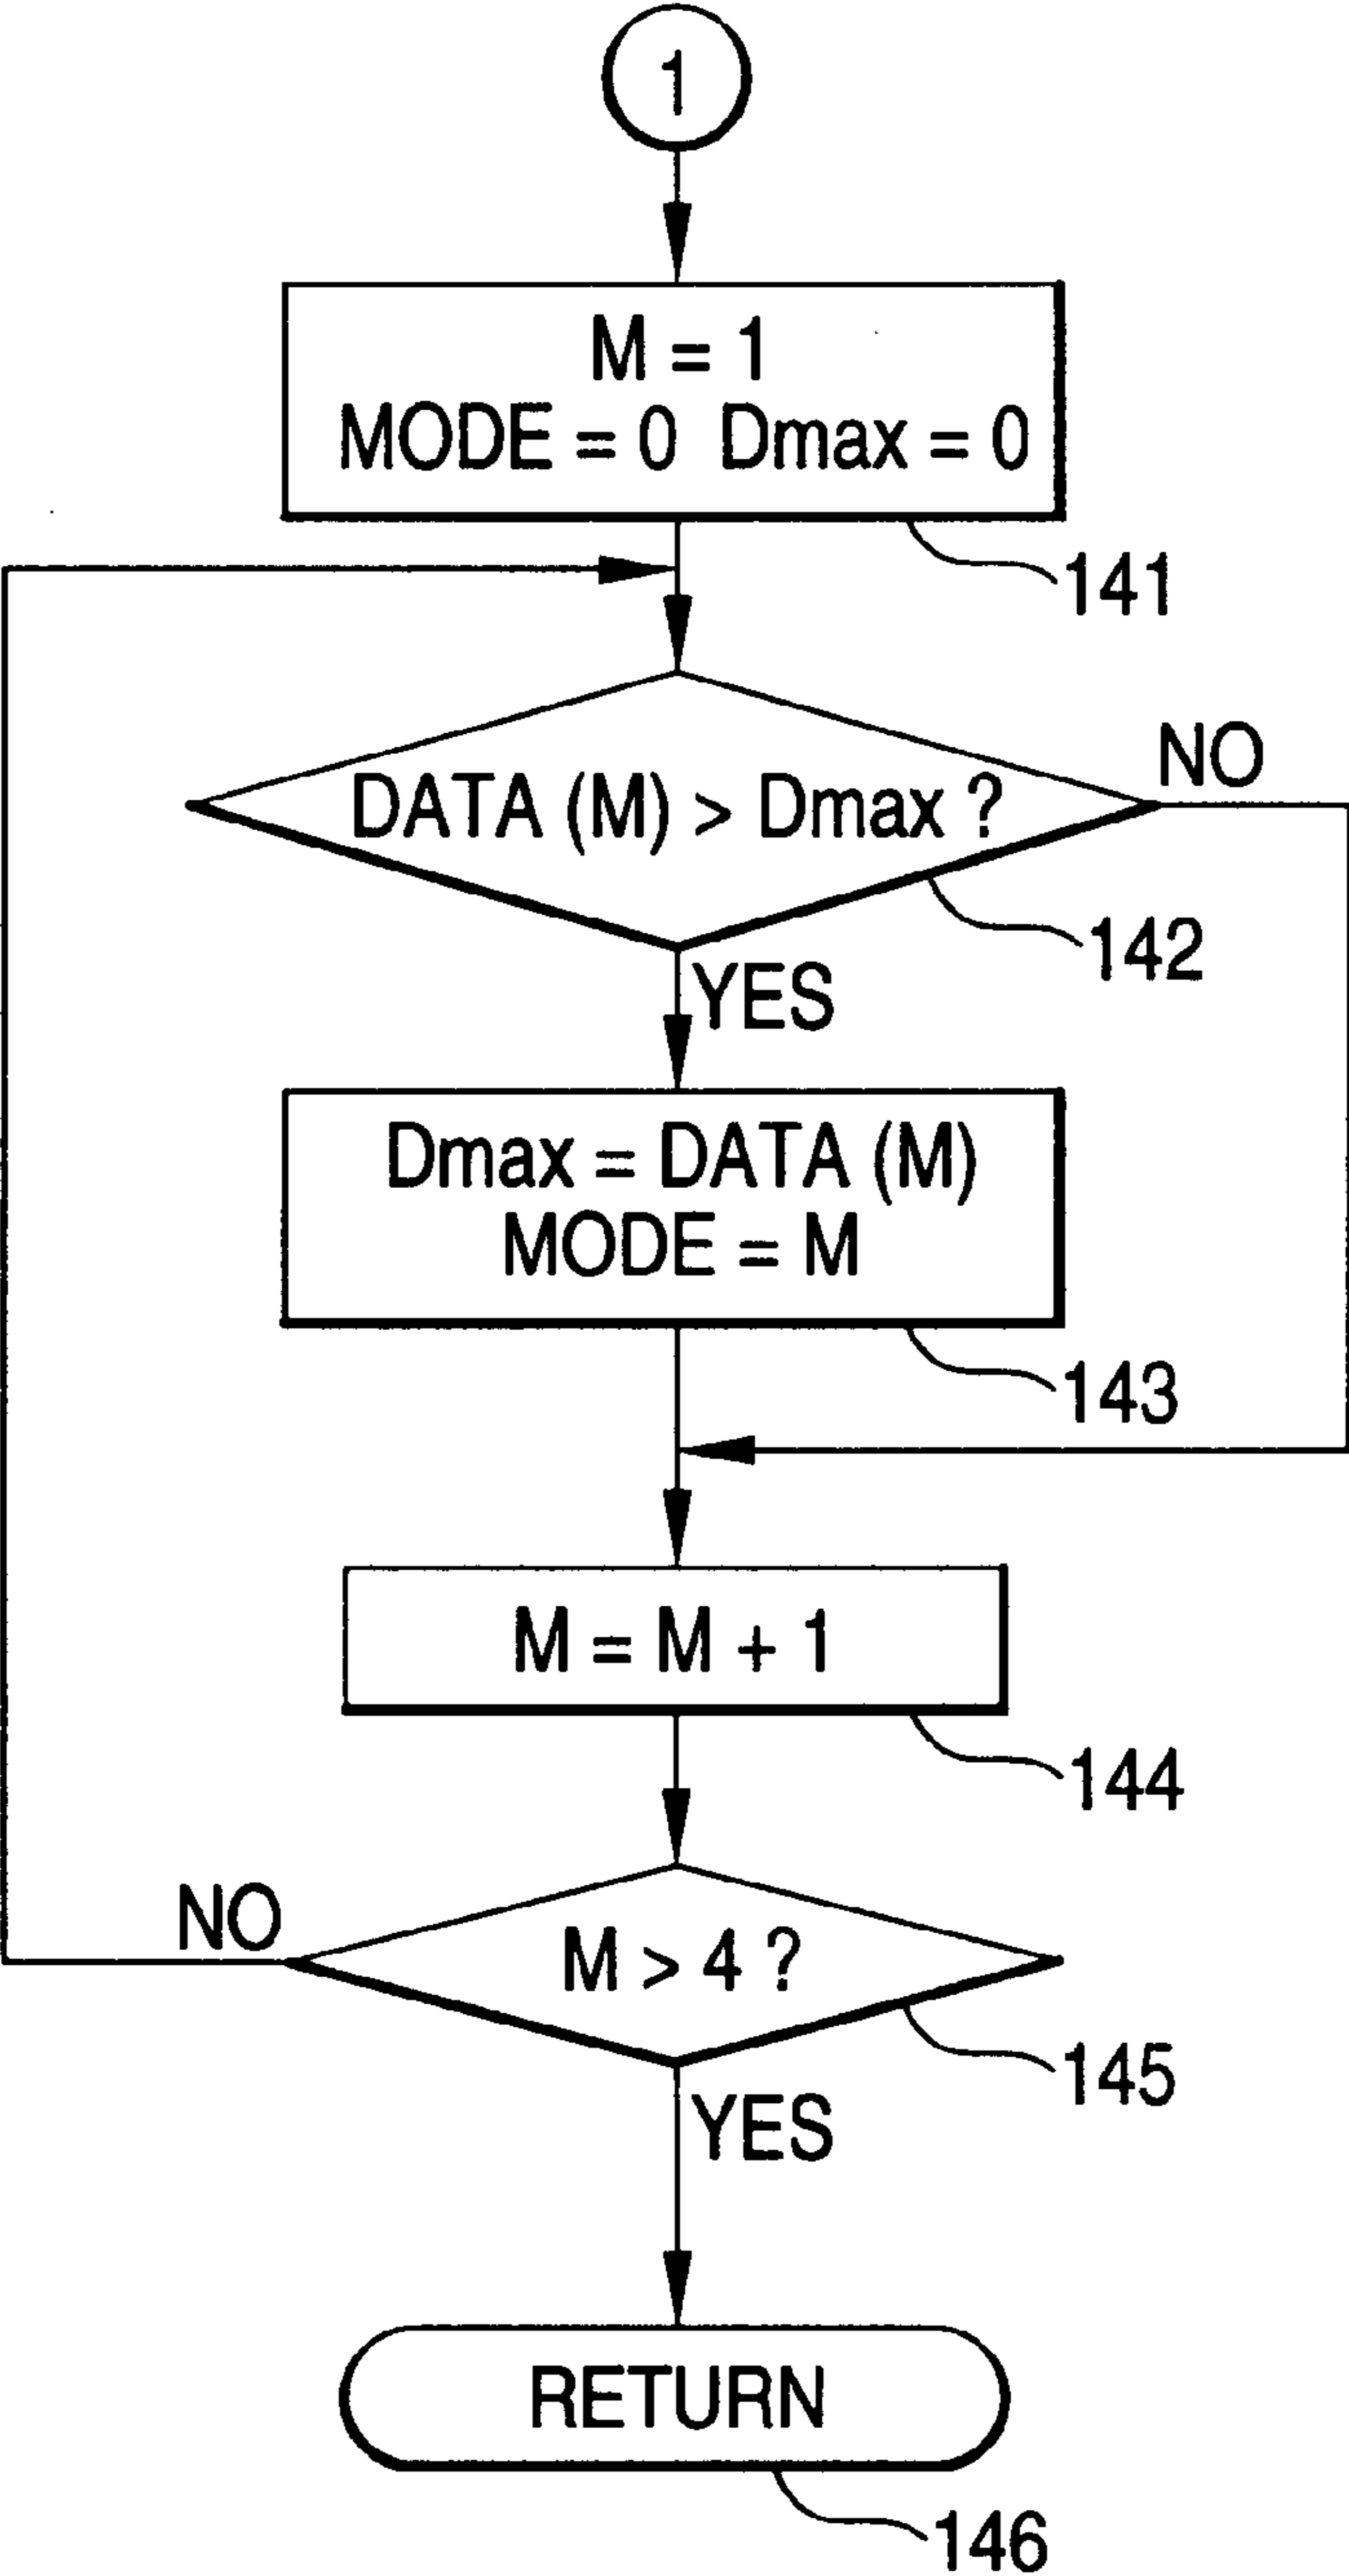 1
M = 1
MODE = 0 Dmax = 0
141
DATA (M) > Dmax ?
NO
142
YES
Dmax = DATA (M)
MODE = M
143
M = M + 1
144
NO
M > 4 ?
145
YES
RETURN
146